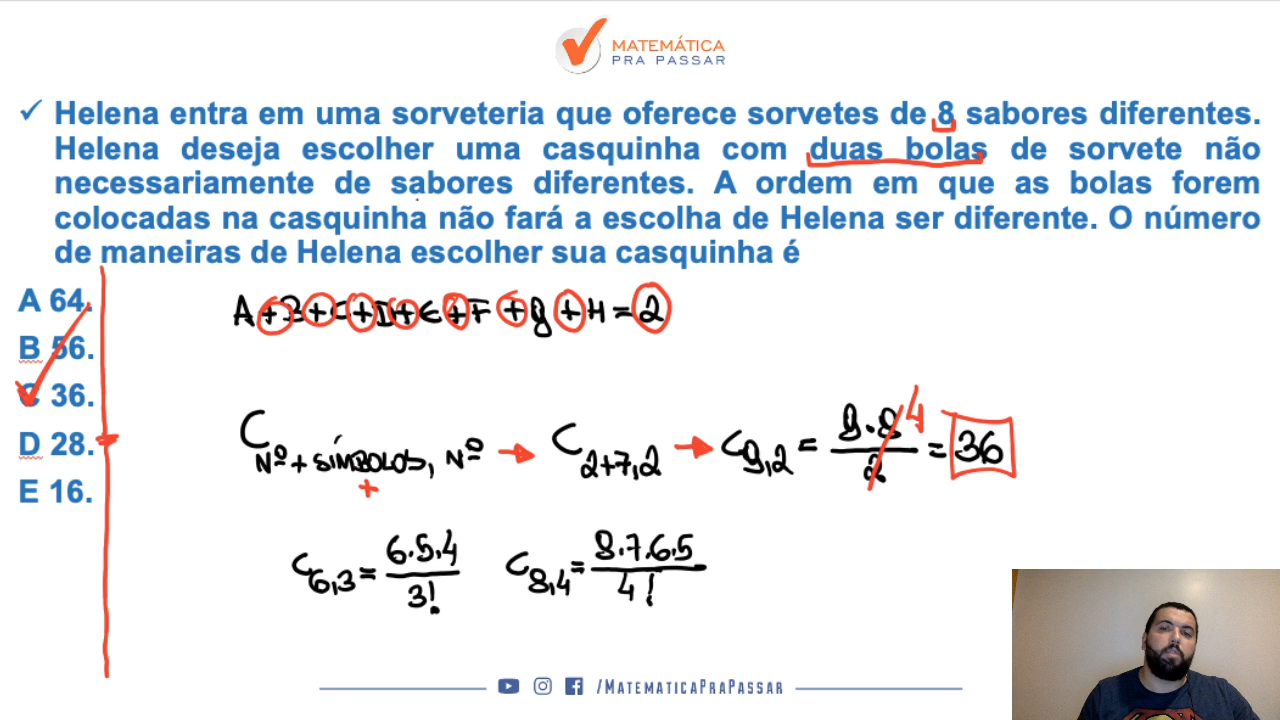 MATEMÁTICA
PRA PASSAR
✓ Helena entra em uma sorveteria que oferece sorvetes de 8 sabores diferentes.
Helena deseja escolher uma casquinha com duas bolas de sorvete não
necessariamente de sabores diferentes. A ordem em que as bolas forem
colocadas na casquinha não fará a escolha de Helena ser diferente. O número
de maneiras de Helena escolher sua casquinha é
A 64.
B 56.
C 36.
D 28.
E 16.
A + B + C + D + E + F + g + H = 2
C Nº + SÍMBOLOS, Nº → C 2+7,2 → C 9,2 = 9.8/2 4 = 36
+
C 6,3 = 6.5.4/3! C 8,4 = 8.7.6.5/4!
/MATEMATICAPRAPASSAR